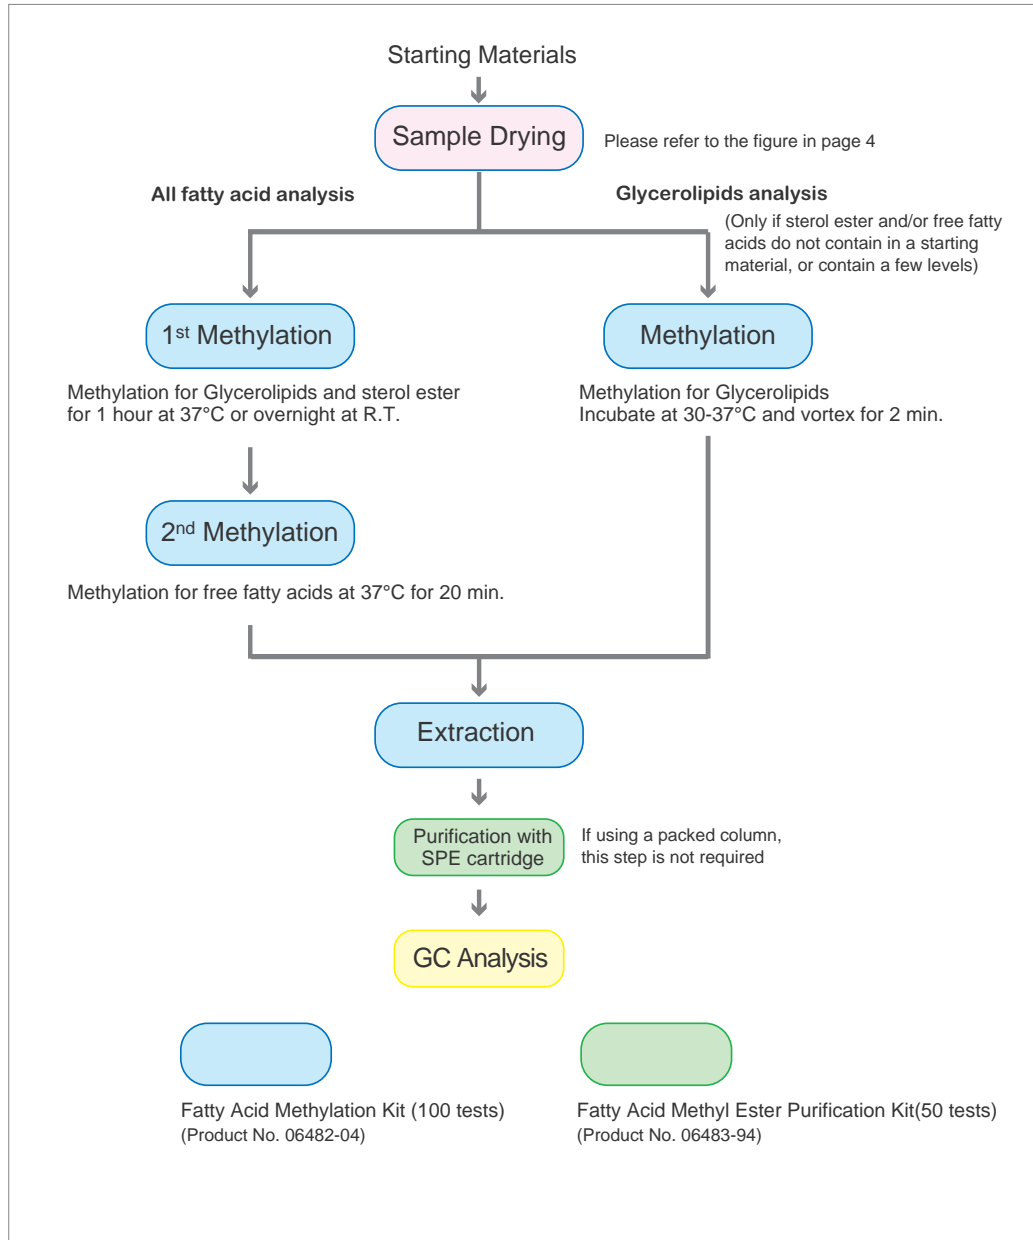 Starting Materials
Sample Drying
Please refer to the figure in page 4
All fatty acid analysis
Glycerolipids analysis
(Only if sterol ester and/or free fatty
acids do not contain in a starting
material, or contain a few levels)
1st Methylation
Methylation
Methylation for Glycerolipids and sterol ester
for 1 hour at 37°C or overnight at R.T.
Methylation for Glycerolipids
Incubate at 30-37°C and vortex for 2 min.
2nd Methylation
Methylation for free fatty acids at 37°C for 20 min.
Extraction
Purification with
SPE cartridge
If using a packed column,
this step is not required
GC Analysis
Fatty Acid Methylation Kit (100 tests)
(Product No. 06482-04)
Fatty Acid Methyl Ester Purification Kit(50 tests)
(Product No. 06483-94)